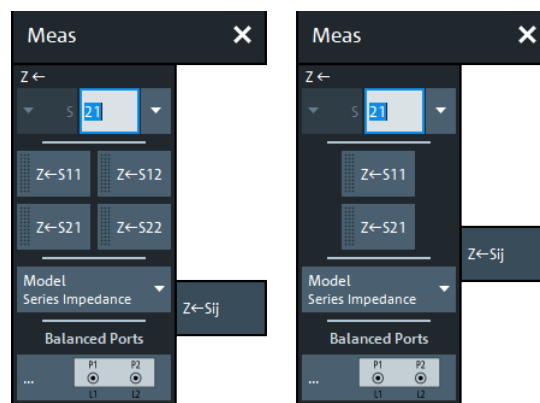 Meas
Z←
S 21
Z←S11 Z←S12
Z←S21 Z←S22
Model
Series Impedance
Z←Sij
Balanced Ports
... P1 P2
L1 L2
Meas
Z←
S 21
Z←S11
Z←S21
Z←Sij
Model
Series Impedance
Balanced Ports
... P1 P2
L1 L2